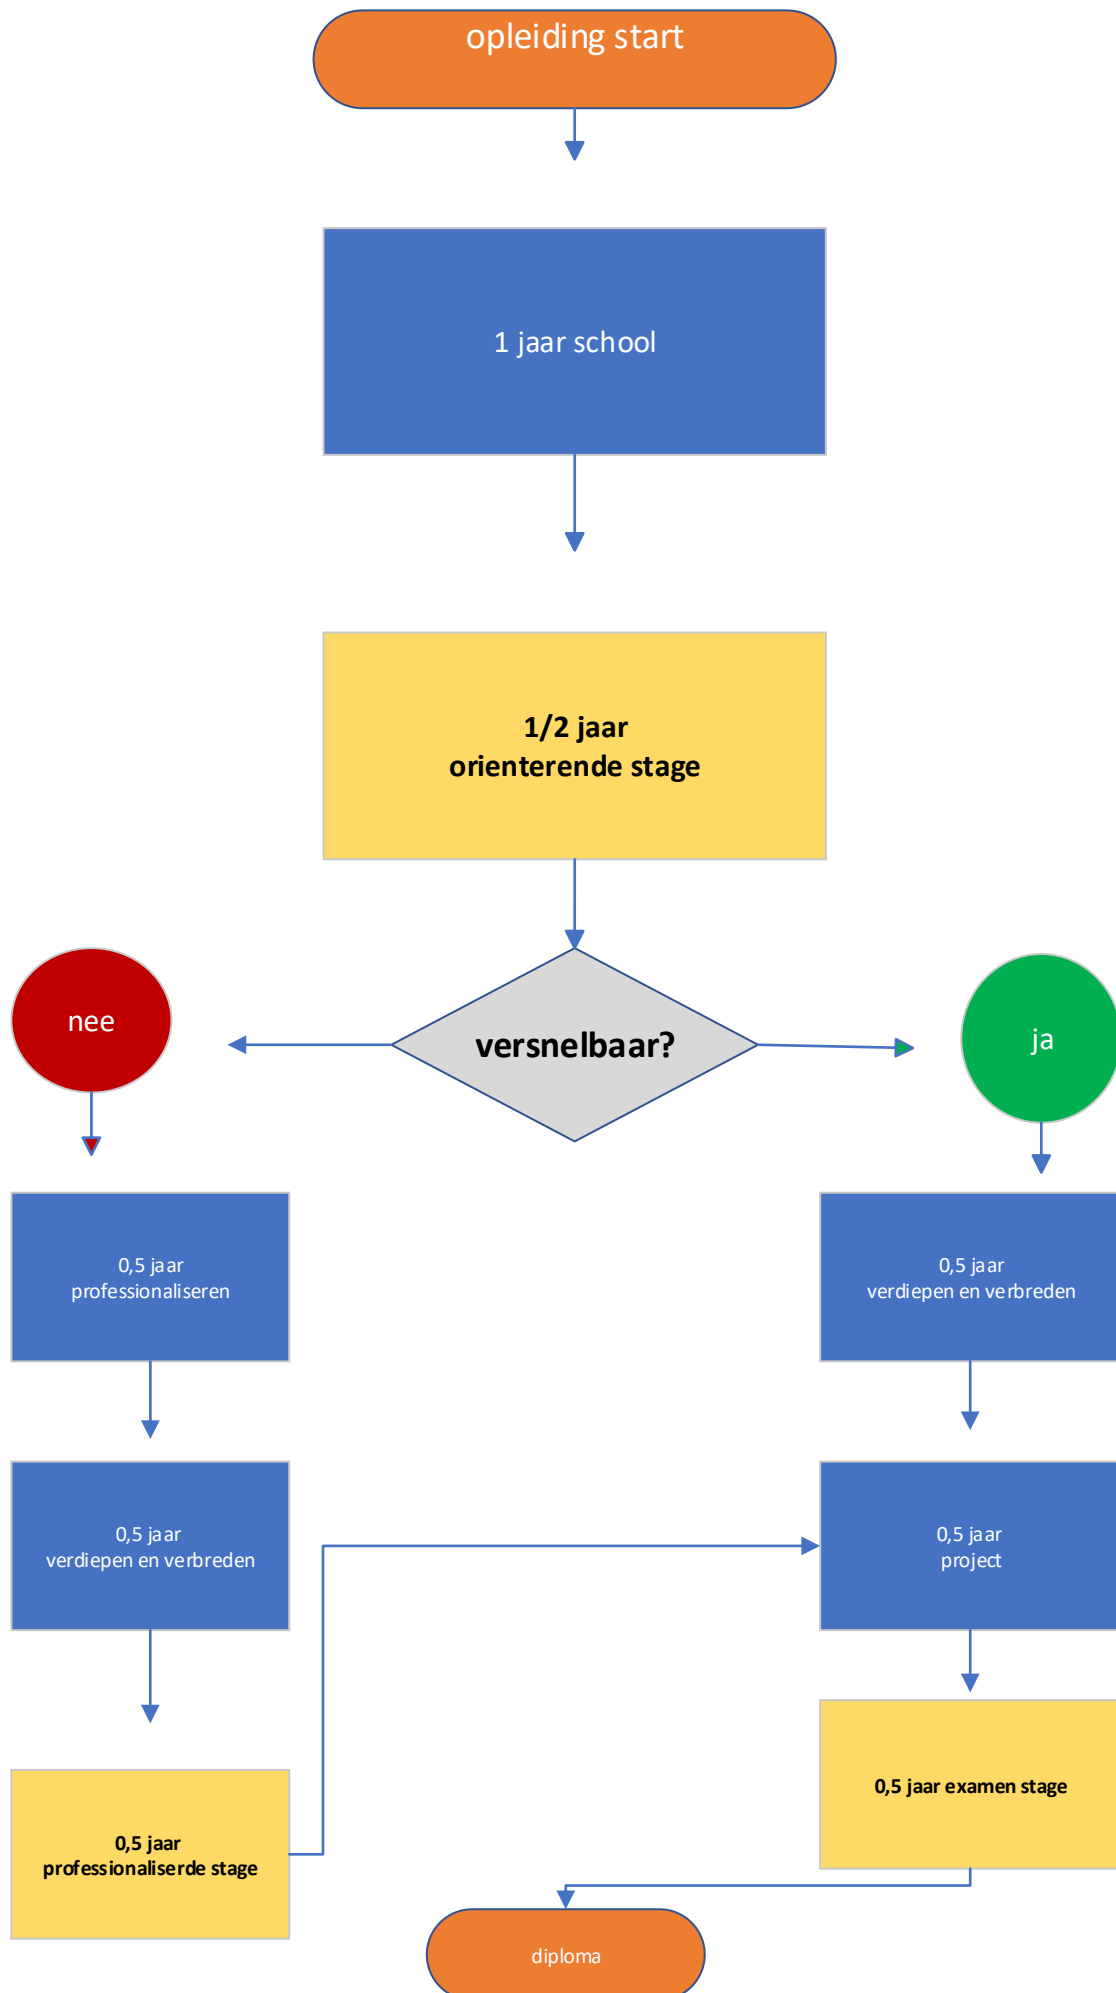 opleiding start
1 jaar school
1/2 jaar
orienterende stage
versnelbaar?
nee
ja
0,5 jaar
professionaliseren
0,5 jaar
verdiepen en verbreden
0,5 jaar
verdiepen en verbreden
0,5 jaar
project
0,5 jaar
professionaliserde stage
0,5 jaar examen stage
diploma